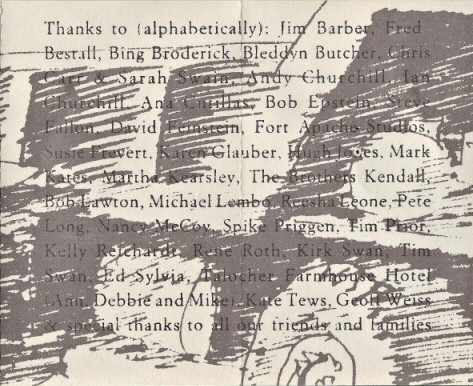 Thanks to (alphabetically): Jim Barber, Fred
Bestall, Bing Broderick, Bleddyn Butcher, Chris
Carr & Sarah Swain, Andy Churchill, Ian
Churchill, Ana Cutillas, Bob Epstein, Steve
Fallon, David Feinstein, Fort Apache Studios,
Susie Frevert, Karen Glauber, Hugh Jones, Mark
Kates, Martha Kearsley, The Brothers Kendall,
Bob Lawton, Michael Lembo, Reesha Leone, Pete
Long, Nancy McCoy, Spike Priggen, Tim Prior,
Kelly Reichardt, Rene Roth, Kirk Swan, Tim
Swan, Ed Sylvia, Talocher Farmhouse Hotel
(Ann, Debbie and Mike), Kate Tews, Geoff Weiss
& special thanks to all our friends and families